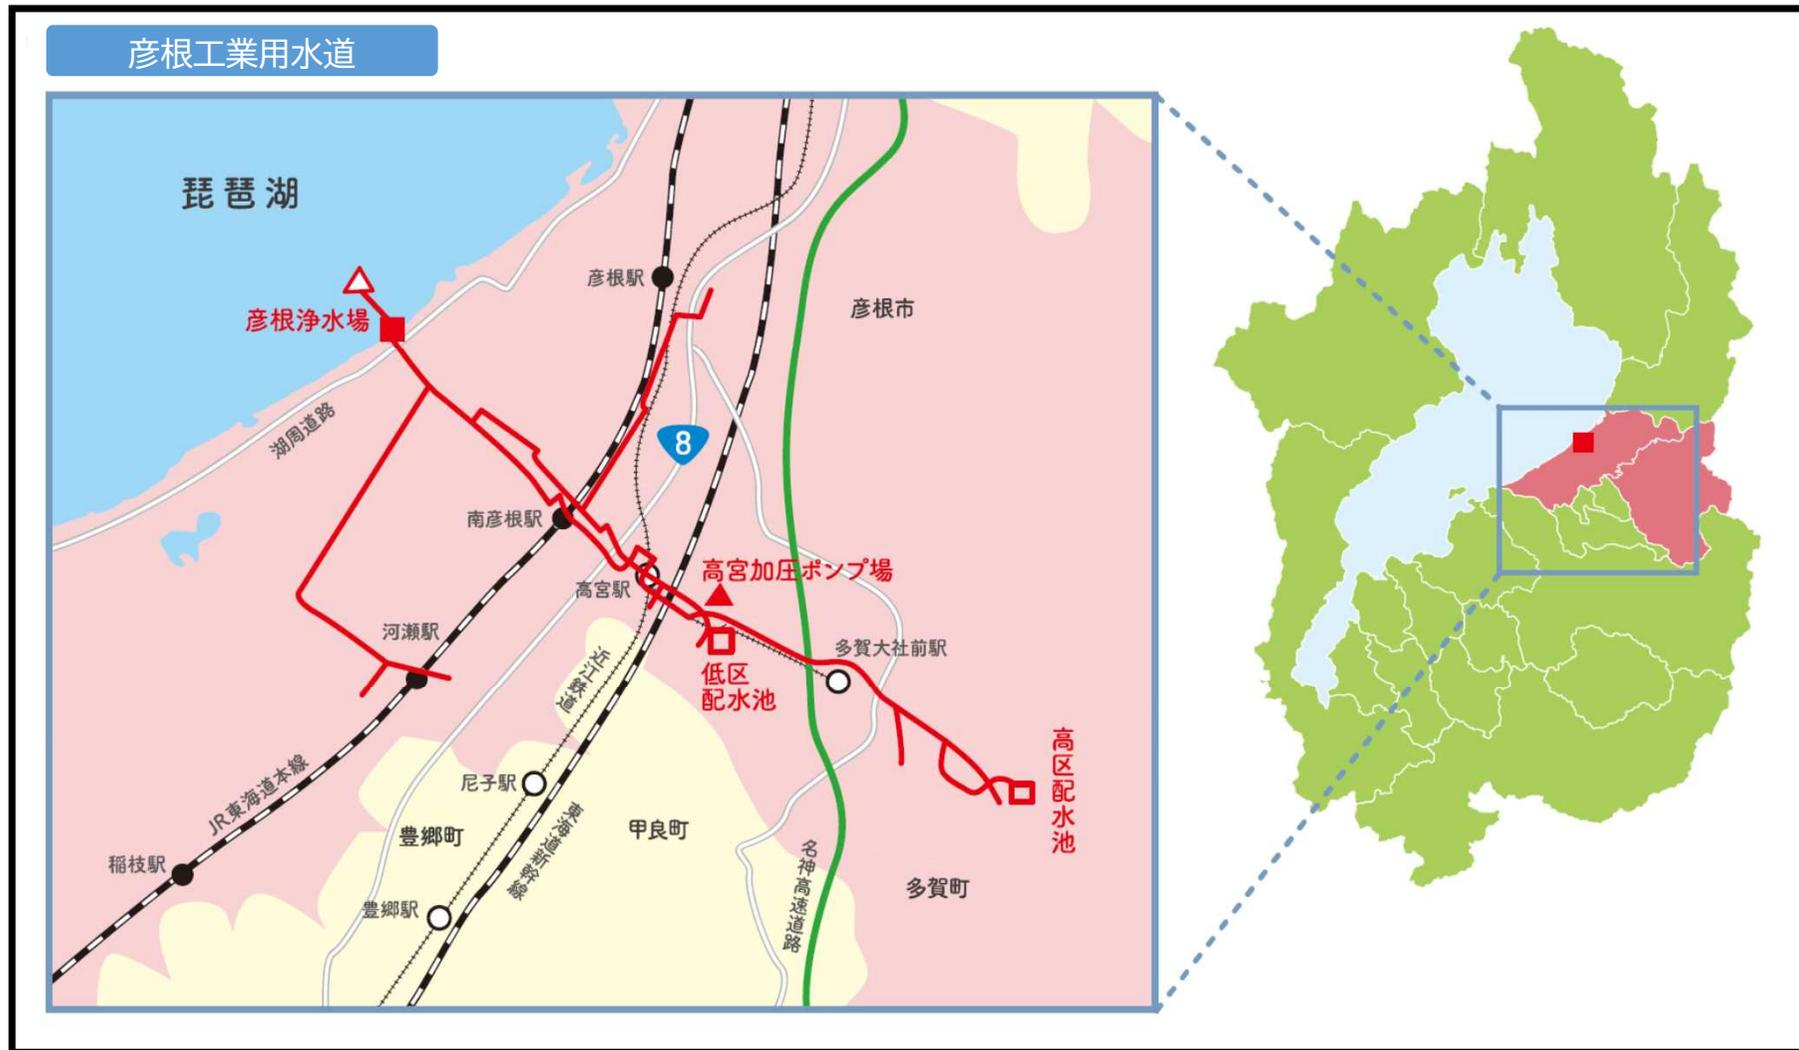 彦根工業用水道
琵琶湖
彦根駅
彦根市
彦根浄水場
湖周道路
8
南彦根駅
高宮加圧ポンプ場
高宮駅
河瀬駅
多賀大社前駅
近江鉄道
低区
配水池
高区配水池
JR東海道本線
尼子駅
東海道新幹線
豊郷町
甲良町
稲枝駅
名神高速道路
多賀町
豊郷駅